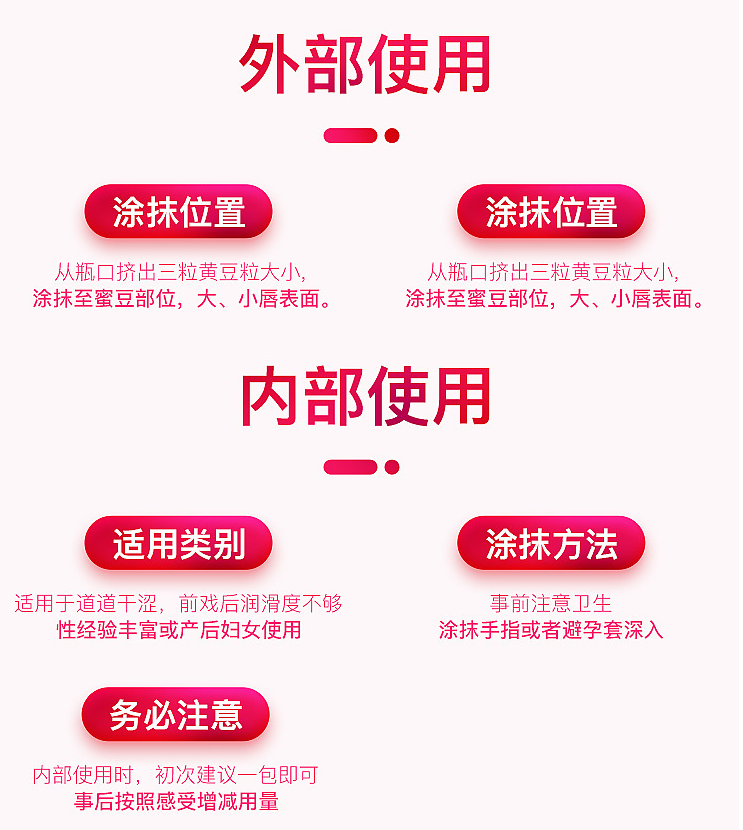 外部使用
涂抹位置
从瓶口挤出三粒黄豆粒大小,
涂抹至蜜豆部位，大、小唇表面。
涂抹位置
从瓶口挤出三粒黄豆粒大小,
涂抹至蜜豆部位，大、小唇表面。
内部使用
适用类别
适用于道道干涩，前戏后润滑度不够
性经验丰富或产后妇女使用
涂抹方法
事前注意卫生
涂抹手指或者避孕套深入
务必注意
内部使用时，初次建议一包即可
事后按照感受增减用量